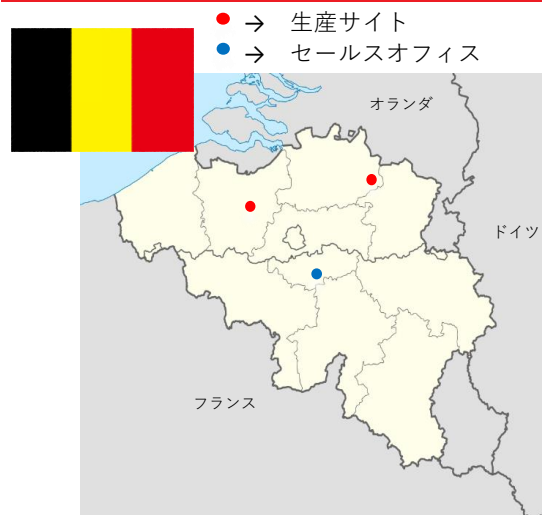 ● → 生産サイト
● → セールスオフィス
オランダ
ドイツ
フランス